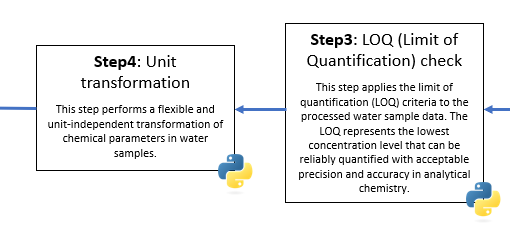 Step4: Unit
transformation
This step performs a flexible and
unit-independent transformation of
chemical parameters in water
samples.
Step3: LOQ (Limit of
Quantification) check
This step applies the limit of
quantification (LOQ) criteria to the
processed water sample data. The
LOQ represents the lowest
concentration level that can be
reliably quantified with acceptable
precision and accuracy in analytical
chemistry.